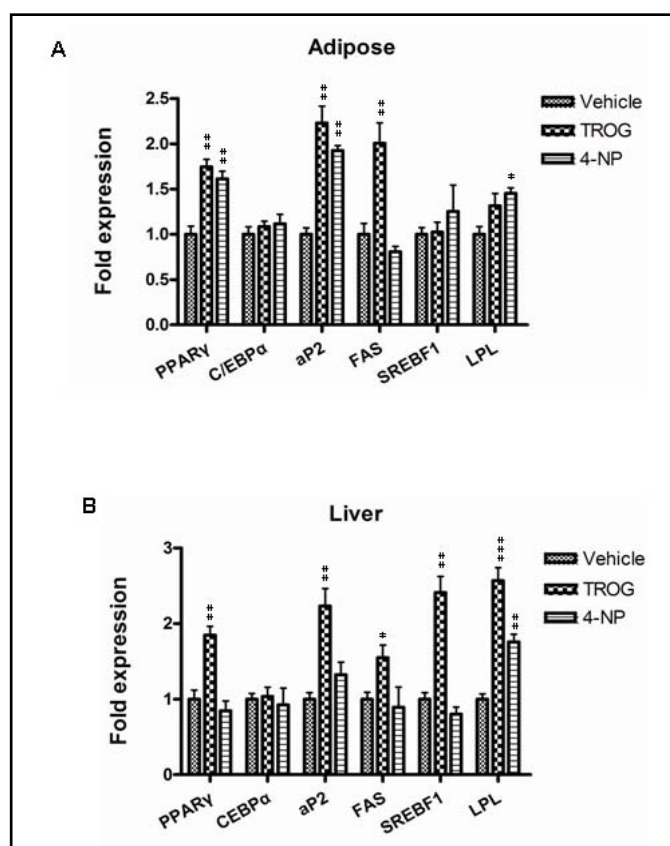 A
Adipose
Fold expression
2.5
2.0
1.5
1.0
0.5
0.0
‡‡ ‡‡ ‡‡ ‡‡ ‡‡ ‡
PPARγ C/EBPα aP2 FAS SREBF1 LPL
Vehicle
TROG
4-NP
B
Liver
Fold expression
3
2
1
0
‡‡ ‡‡ ‡ ‡‡ ‡‡‡ ‡‡
PPARγ CEBPα aP2 FAS SREBF1 LPL
Vehicle
TROG
4-NP